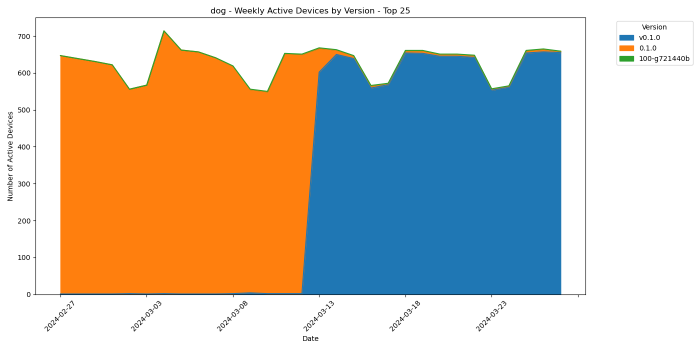 dog - Weekly Active Devices by Version - Top 25
Version
v0.1.0
0.1.0
100-g721440b
Number of Active Devices
700
600
500
400
300
200
100
0
2024-02-27
2024-03-03
2024-03-08
2024-03-13
2024-03-18
2024-03-23
Date